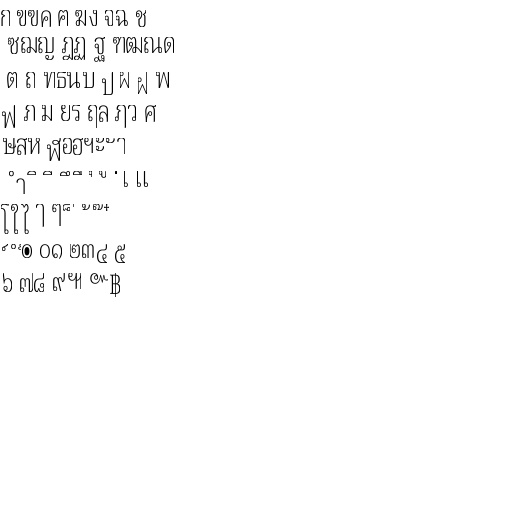 ก ขฃค ฅ ฆง จฉ ช
ซฌญ ฎฏ ฐ ฑฒณด
ต ถ ทธนบ ป ผ ฝ พ
ฟ ภ ม ยร ฤล ฦว ศ
ษสห ฬอฮฯะ ั า
ำ ิ ี ึ ื ุ ู ฺ เ แ
โใไ ๅ ๆ ็ ่ ้ ๊ ๋
์ ํ ๎๏ ๐๑ ๒๓๔ ๕
๖ ๗๘ ๙๚ ๛฿